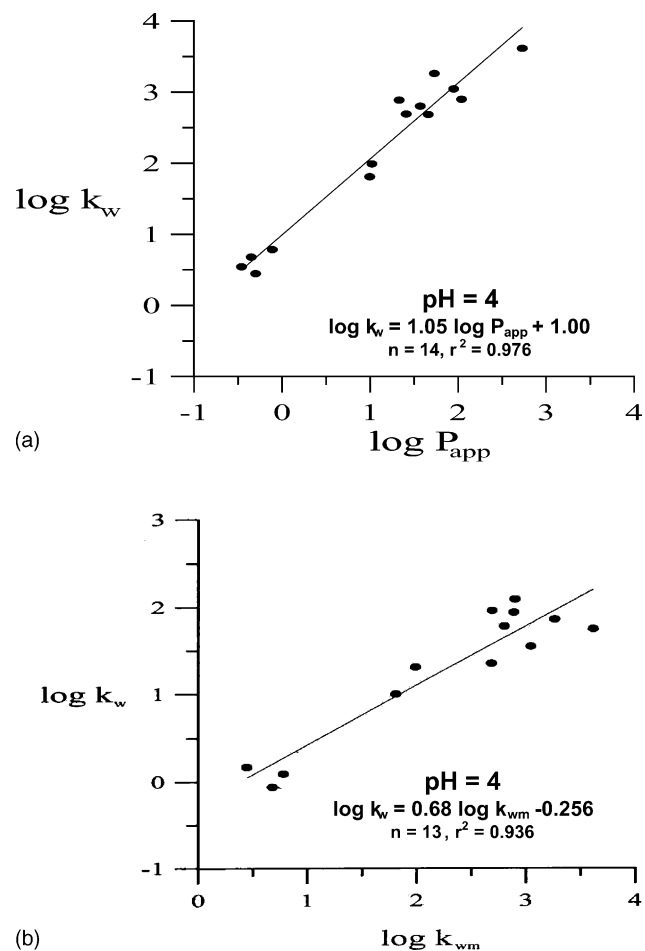 4
3
2
1
0
-1
log k_w
pH = 4
log k_w = 1.05 log P_app + 1.00
n = 14, r² = 0.976
-1 0 1 2 3 4
log P_app
(a)
3
2
1
0
-1
log k_w
pH = 4
log k_w = 0.68 log k_wm -0.256
n = 13, r² = 0.936
0 1 2 3 4
log k_wm
(b)